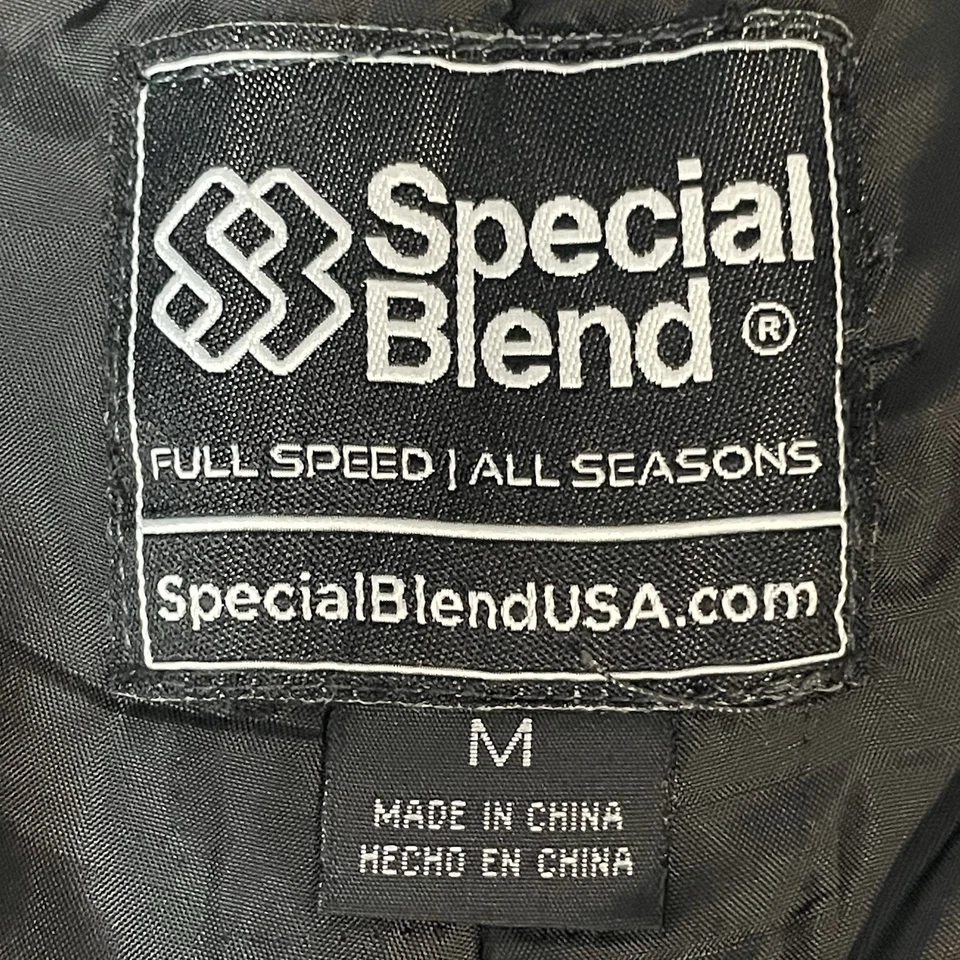 Special
Blend ®
FULL SPEED | ALL SEASONS
SpecialBlendUSA.com
M
MADE IN CHINA
HECHO EN CHINA